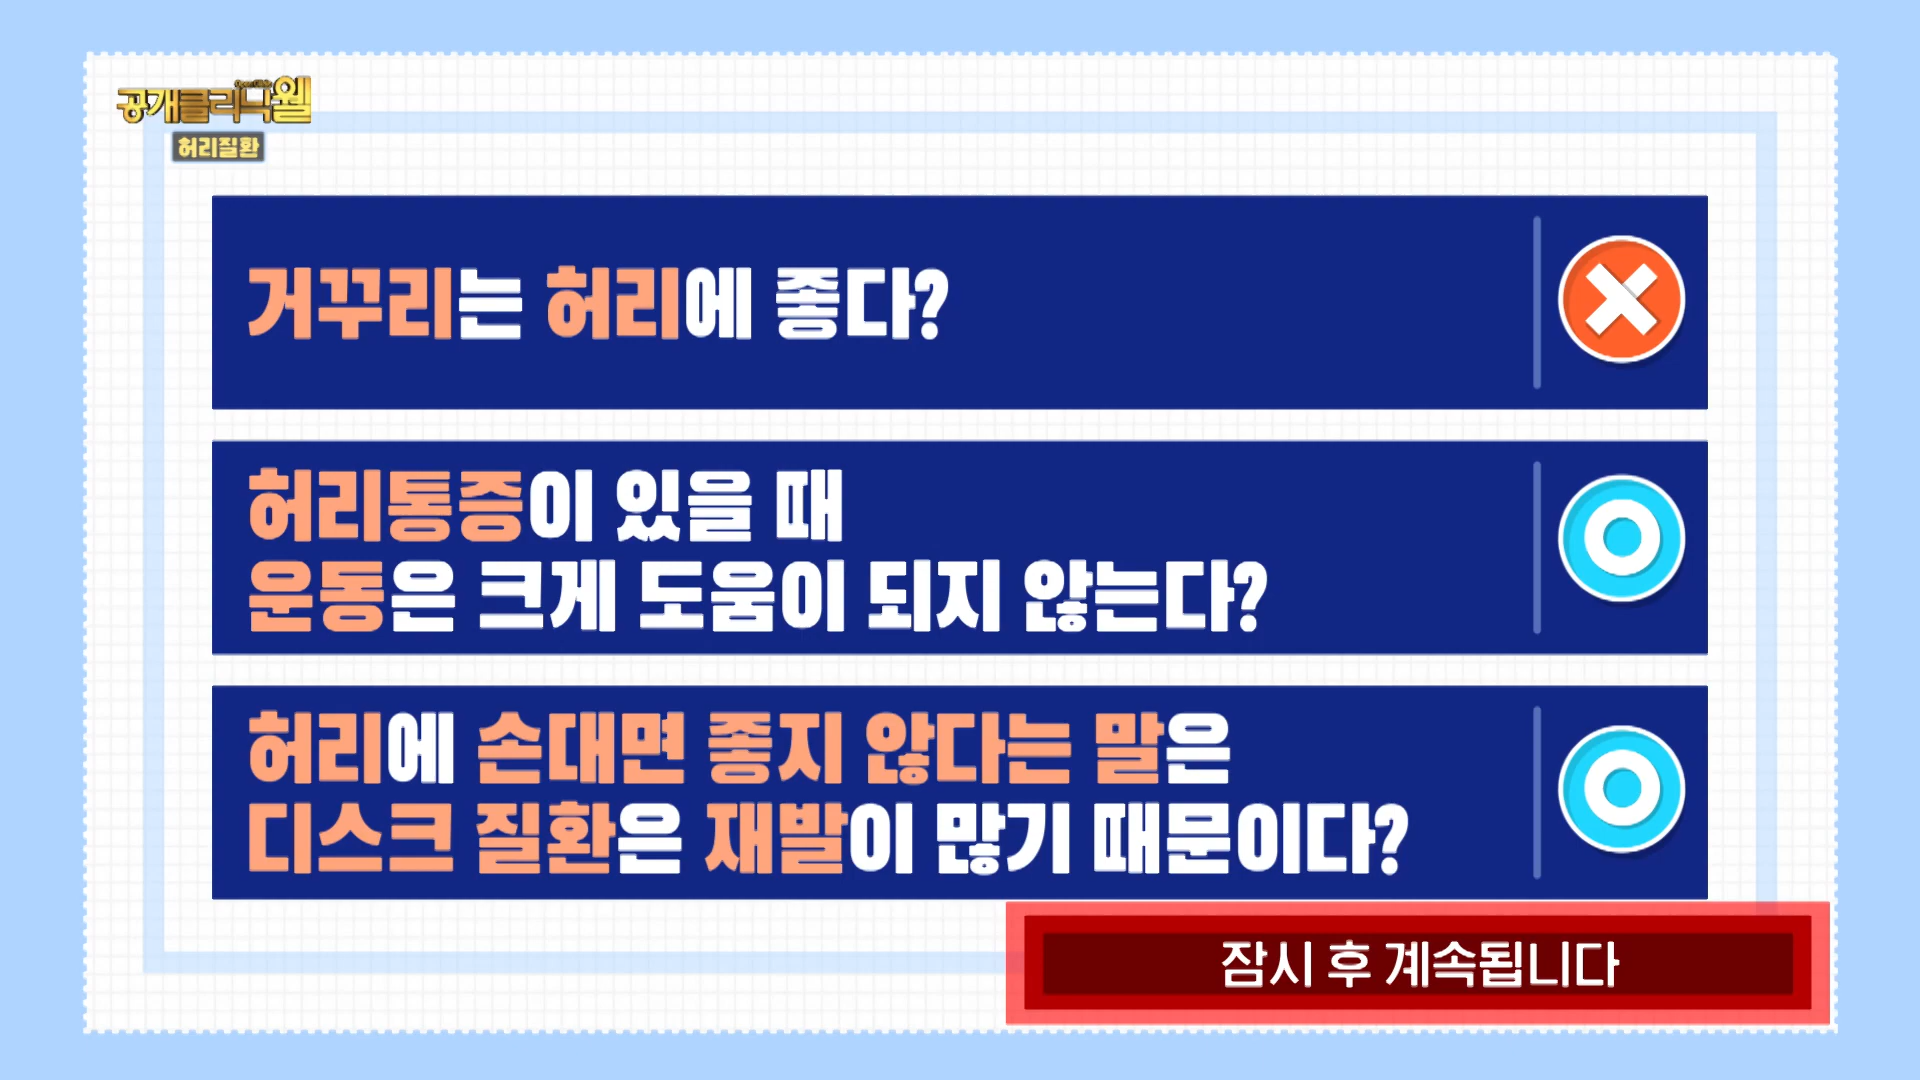 공개클리닉웰
허리질환
거꾸리는 허리에 좋다?
허리통증이 있을 때
운동은 크게 도움이 되지 않는다?
허리에 손대면 좋지 않다는 말은
디스크 질환은 재발이 많기 때문이다?
잠시 후 계속됩니다